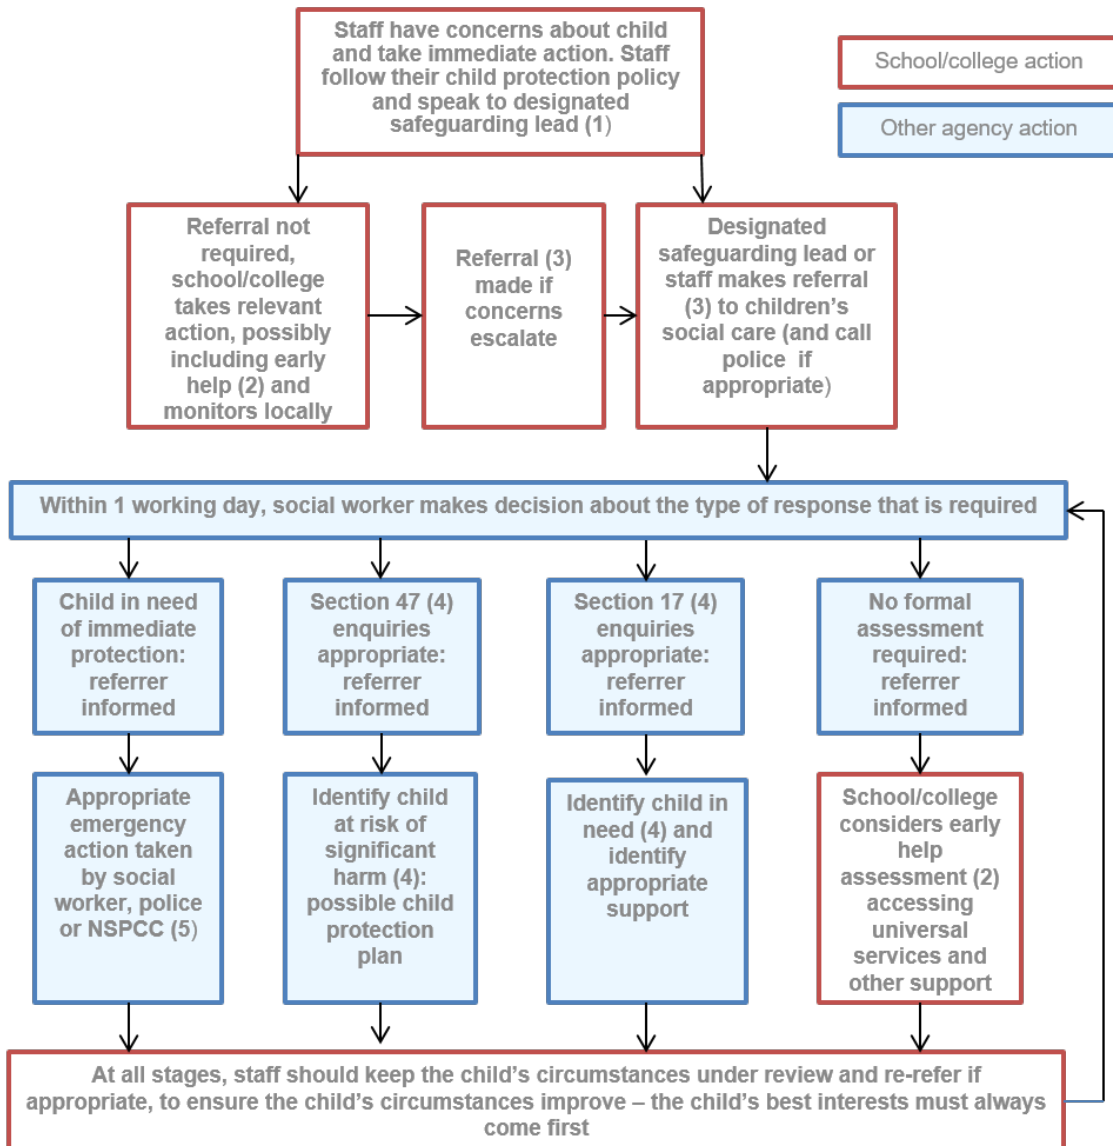 Staff have concerns about child
and take immediate action. Staff
follow their child protection policy
and speak to designated
safeguarding lead (1)
School/college action
Other agency action
Referral not
required,
school/college
takes relevant
action, possibly
including early
help (2) and
monitors locally
Referral (3)
made if
concerns
escalate
Designated
safeguarding lead or
staff makes referral
(3) to children’s
social care (and call
police if
appropriate)
Within 1 working day, social worker makes decision about the type of response that is required
Child in need
of immediate
protection:
referrer
informed
Section 47 (4)
enquiries
appropriate:
referrer
informed
Section 17 (4)
enquiries
appropriate:
referrer
informed
No formal
assessment
required:
referrer
informed
Appropriate
emergency
action taken
by social
worker, police
or NSPCC (5)
Identify child
at risk of
significant
harm (4):
possible child
protection
plan
Identify child in
need (4) and
identify
appropriate
support
School/college
considers early
help
assessment (2)
accessing
universal
services and
other support
At all stages, staff should keep the child’s circumstances under review and re-refer if
appropriate, to ensure the child’s circumstances improve – the child’s best interests must always
come first